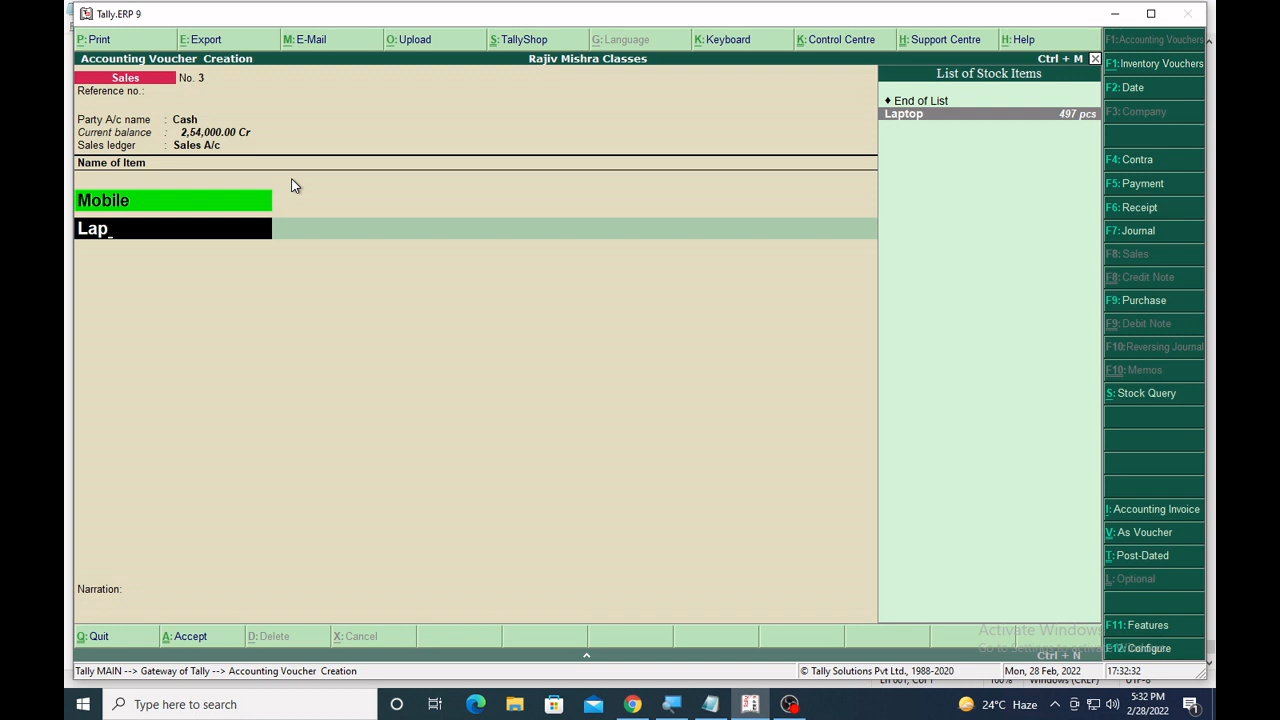 Tally.ERP 9
P: Print
E: Export
M: E-Mail
O: Upload
S: TallyShop
G: Language
K: Keyboard
K: Control Centre
H: Support Centre
H: Help
Accounting Voucher Creation
Rajiv Mishra Classes
Ctrl + M
Sales
No. 3
Reference no.:
Party A/c name : Cash
Current balance : 2,54,000.00 Cr
Sales ledger : Sales A/c
Name of Item
Mobile
Lap
Narration:
List of Stock Items
♦ End of List
Laptop 497 pcs
F1: Accounting Vouchers
F1: Inventory Vouchers
F2: Date
F3: Company
F4: Contra
F5: Payment
F6: Receipt
F7: Journal
F8: Sales
F8: Credit Note
F9: Purchase
F9: Debit Note
F10: Reversing Journal
F10: Memos
S: Stock Query
I: Accounting Invoice
V: As Voucher
T: Post-Dated
L: Optional
F11: Features
F12: Configure
Q: Quit
A: Accept
D: Delete
X: Cancel
Activate Windows
Ctrl + N
Tally MAIN --> Gateway of Tally --> Accounting Voucher Creation
© Tally Solutions Pvt Ltd., 1988-2020
Mon, 28 Feb, 2022
17:32:32
100%
Type here to search
24°C Haze
5:32 PM
2/28/2022